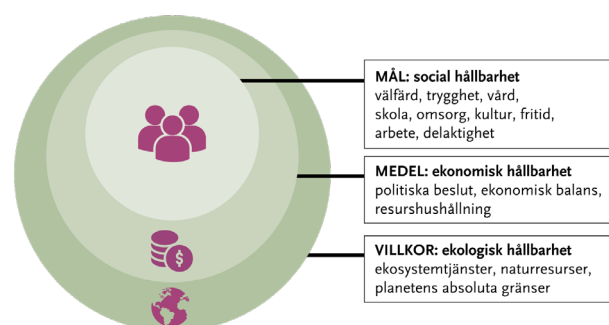 MÅL: social hållbarhet
välfärd, trygghet, vård,
skola, omsorg, kultur, fritid,
arbete, delaktighet
MEDEL: ekonomisk hållbarhet
politiska beslut, ekonomisk balans,
resurshushållning
VILLKOR: ekologisk hållbarhet
ekosystemtjänster, naturresurser,
planetens absoluta gränser
$